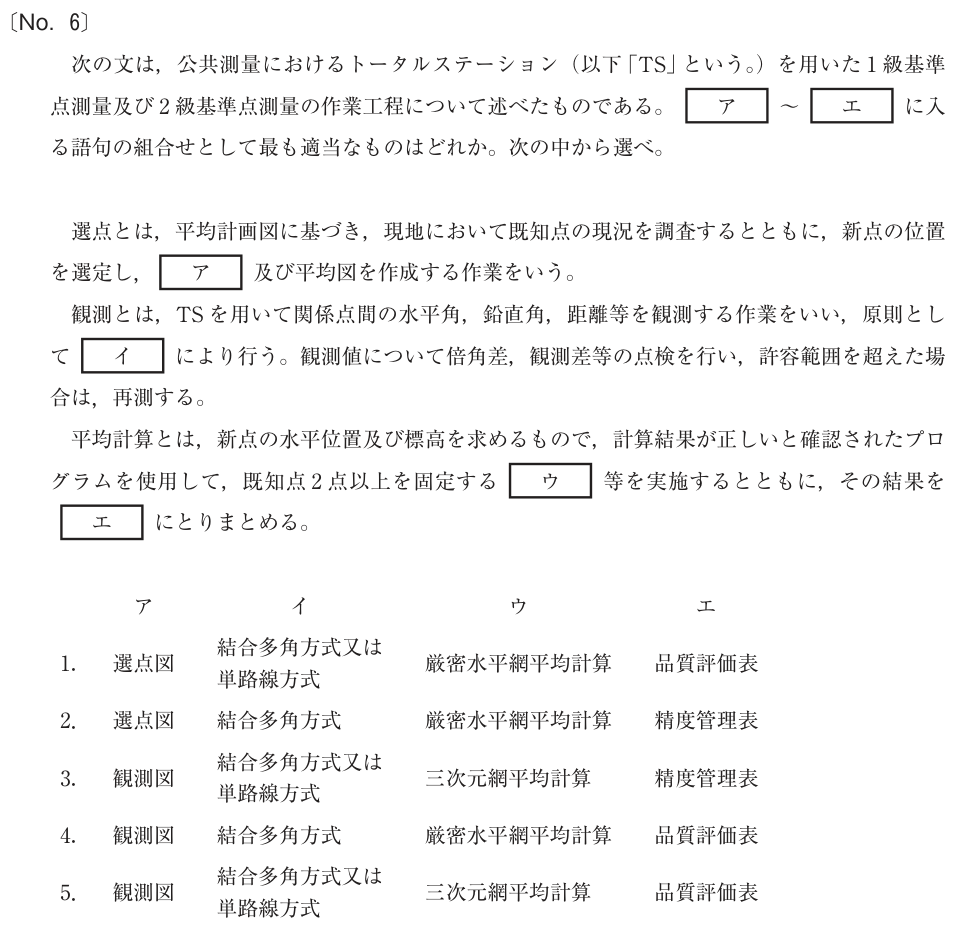 〔No. 6〕
次の文は，公共測量におけるトータルステーション（以下「TS」という。）を用いた１級基準
点測量及び２級基準点測量の作業工程について述べたものである。 ア ～ エ に入
る語句の組合せとして最も適当なものはどれか。次の中から選べ。
選点とは，平均計画図に基づき，現地において既知点の現況を調査するとともに，新点の位置
を選定し， ア 及び平均図を作成する作業をいう。
観測とは，TSを用いて関係点間の水平角，鉛直角，距離等を観測する作業をいい，原則とし
て イ により行う。観測値について倍角差，観測差等の点検を行い，許容範囲を超えた場
合は，再測する。
平均計算とは，新点の水平位置及び標高を求めるもので，計算結果が正しいと確認されたプロ
グラムを使用して，既知点２点以上を固定する ウ 等を実施するとともに，その結果を
エ にとりまとめる。
ア イ ウ エ
1. 選点図 結合多角方式又は単路線方式 厳密水平網平均計算 品質評価表
2. 選点図 結合多角方式 厳密水平網平均計算 精度管理表
3. 観測図 結合多角方式又は単路線方式 三次元網平均計算 精度管理表
4. 観測図 結合多角方式 厳密水平網平均計算 品質評価表
5. 観測図 結合多角方式又は単路線方式 三次元網平均計算 品質評価表